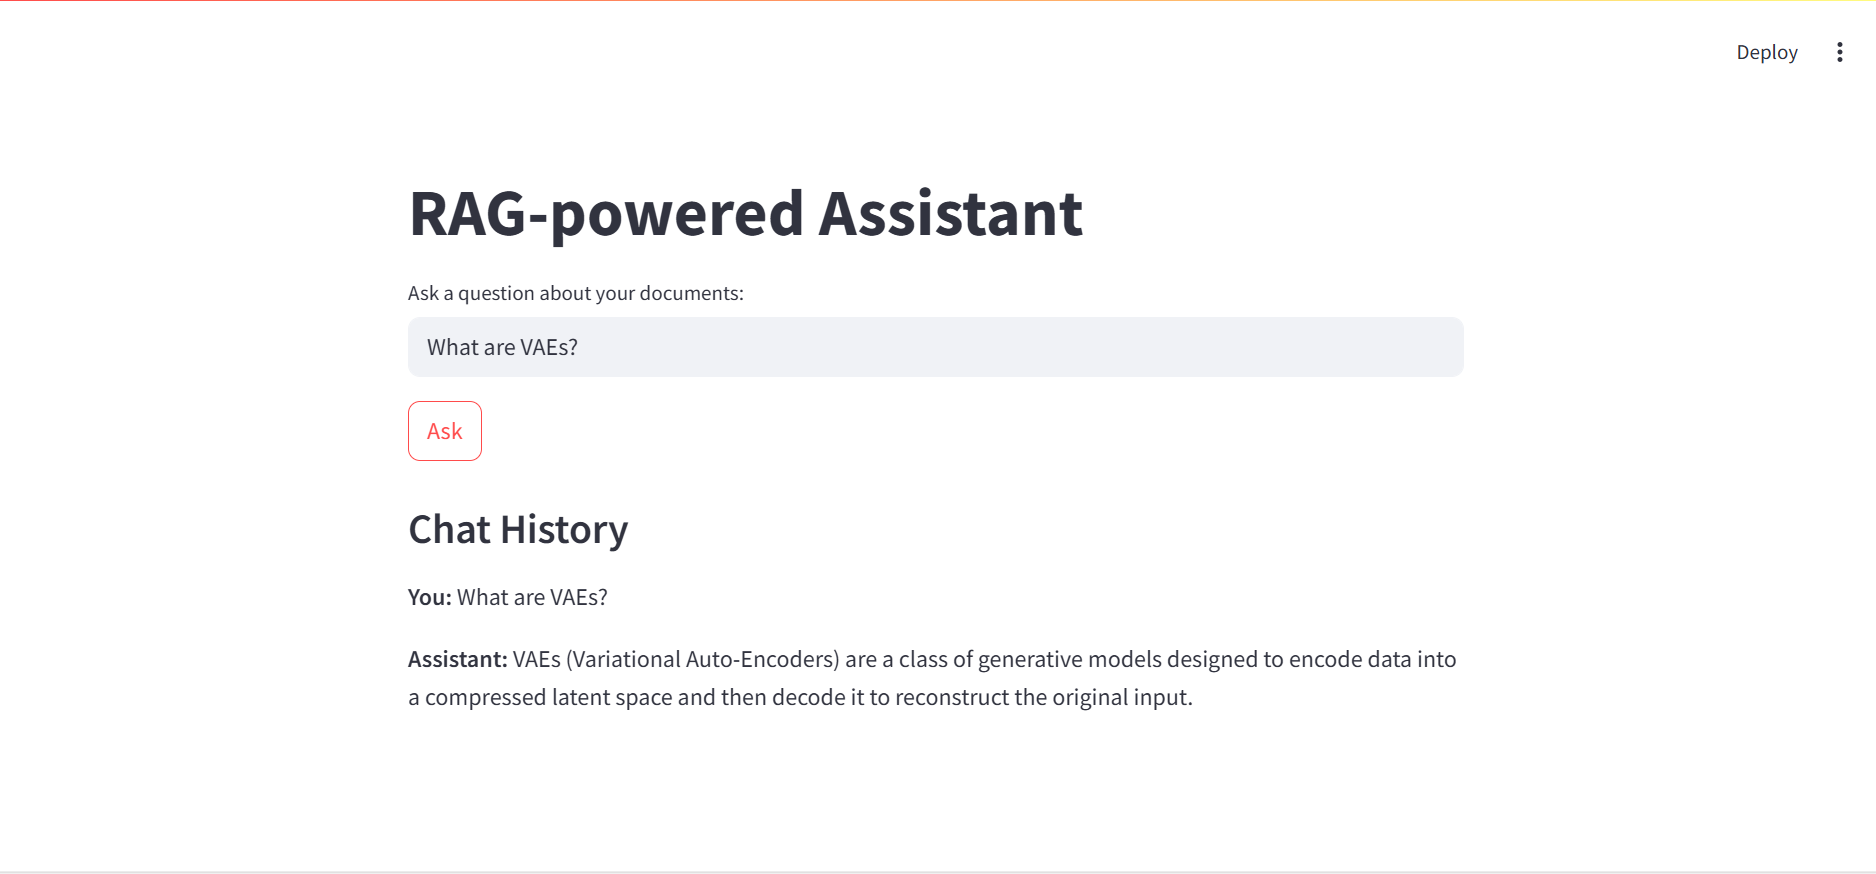 Deploy
RAG-powered Assistant
Ask a question about your documents:
What are VAEs?
Ask
Chat History
You: What are VAEs?
Assistant: VAEs (Variational Auto-Encoders) are a class of generative models designed to encode data into
a compressed latent space and then decode it to reconstruct the original input.